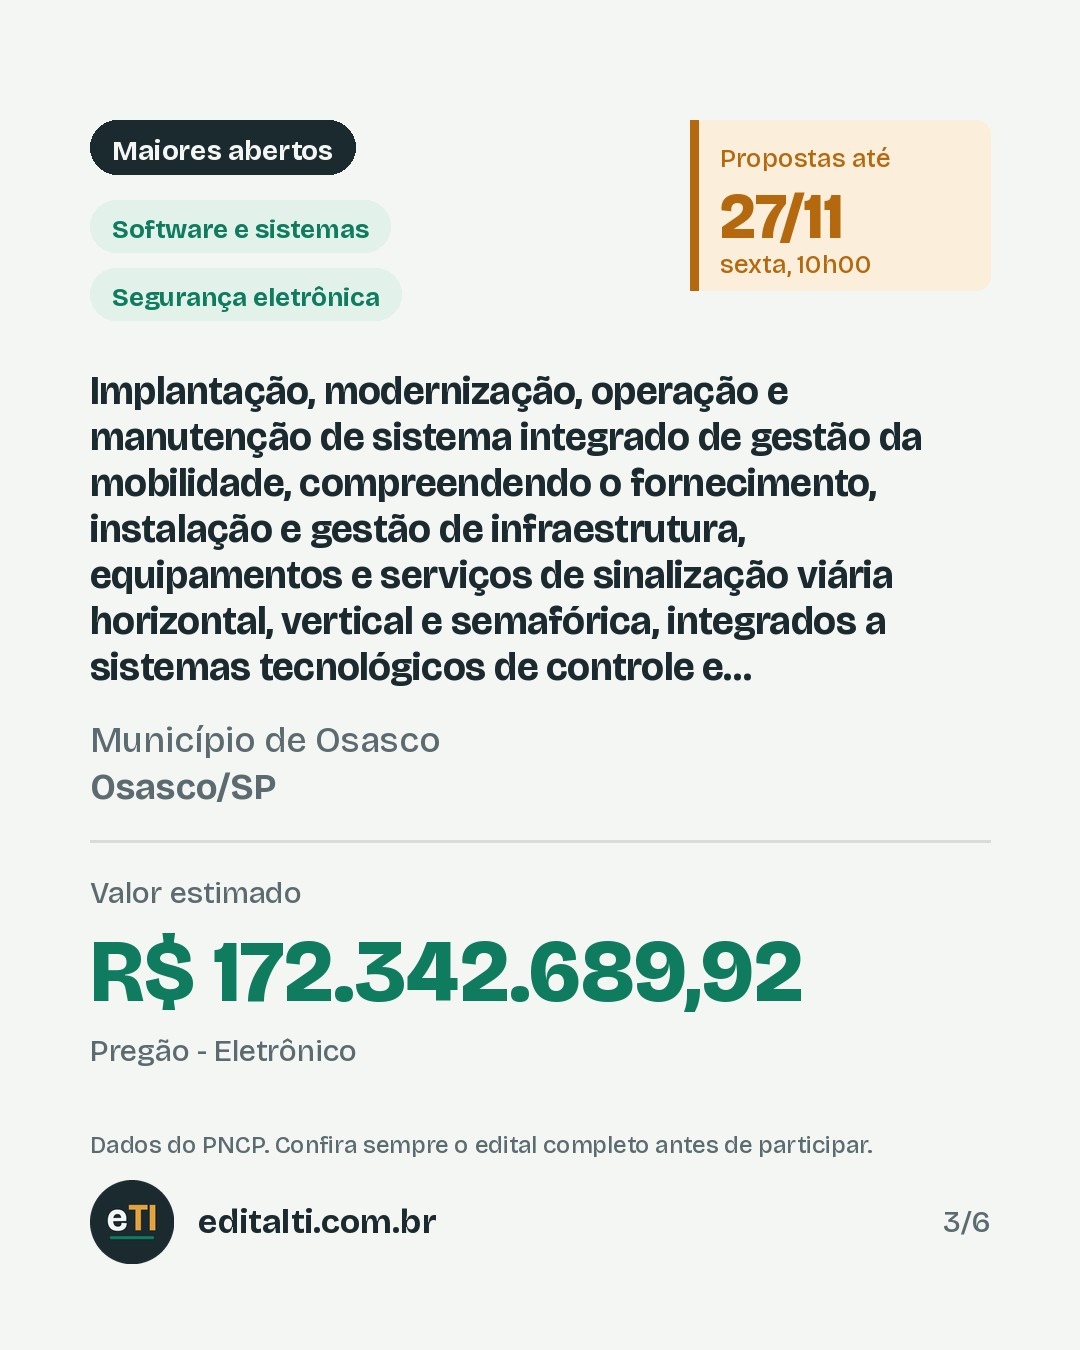 Maiores abertos
Software e sistemas
Segurança eletrônica
Propostas até
27/11
sexta, 10h00
Implantação, modernização, operação e
manutenção de sistema integrado de gestão da
mobilidade, compreendendo o fornecimento,
instalação e gestão de infraestrutura,
equipamentos e serviços de sinalização viária
horizontal, vertical e semafórica, integrados a
sistemas tecnológicos de controle e...
Município de Osasco
Osasco/SP
Valor estimado
R$ 172.342.689,92
Pregão - Eletrônico
Dados do PNCP. Confira sempre o edital completo antes de participar.
eTI
editalti.com.br
3/6